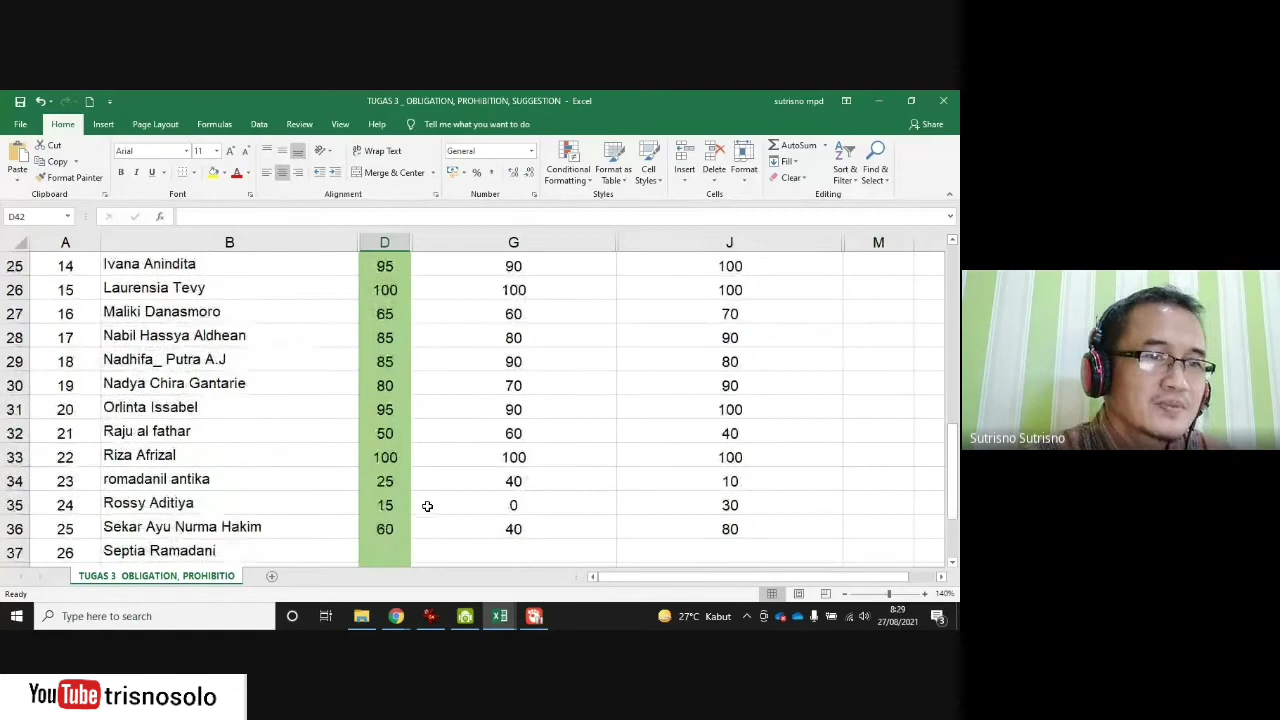 TUGAS 3 _ OBLIGATION, PROHIBITION, SUGGESTION - Excel
sutrisno mpd
File Home Insert Page Layout Formulas Data Review View Help Tell me what you want to do Share
Paste
Cut
Copy
Format Painter
Clipboard
Arial 11
B I U
Font
Wrap Text
Merge & Center
Alignment
General
Number
Conditional Formatting
Format as Table
Cell Styles
Styles
Insert Delete Format
Cells
AutoSum
Fill
Clear
Sort & Filter
Find & Select
Editing
D42
fx
A B D G J M
25 14 Ivana Anindita 95 90 100
26 15 Laurensia Tevy 100 100 100
27 16 Maliki Danasmoro 65 60 70
28 17 Nabil Hassya Aldhean 85 80 90
29 18 Nadhifa_ Putra A.J 85 90 80
30 19 Nadya Chira Gantarie 80 70 90
31 20 Orlinta Issabel 95 90 100
32 21 Raju al fathar 50 60 40
33 22 Riza Afrizal 100 100 100
34 23 romadanil antika 25 40 10
35 24 Rossy Aditiya 15 0 30
36 25 Sekar Ayu Nurma Hakim 60 40 80
37 26 Septia Ramadani
TUGAS 3 OBLIGATION, PROHIBITIO
Ready
140%
Type here to search
27°C Kabut
8:29
27/08/2021
3
Sutrisno Sutrisno
YouTube trisnosolo